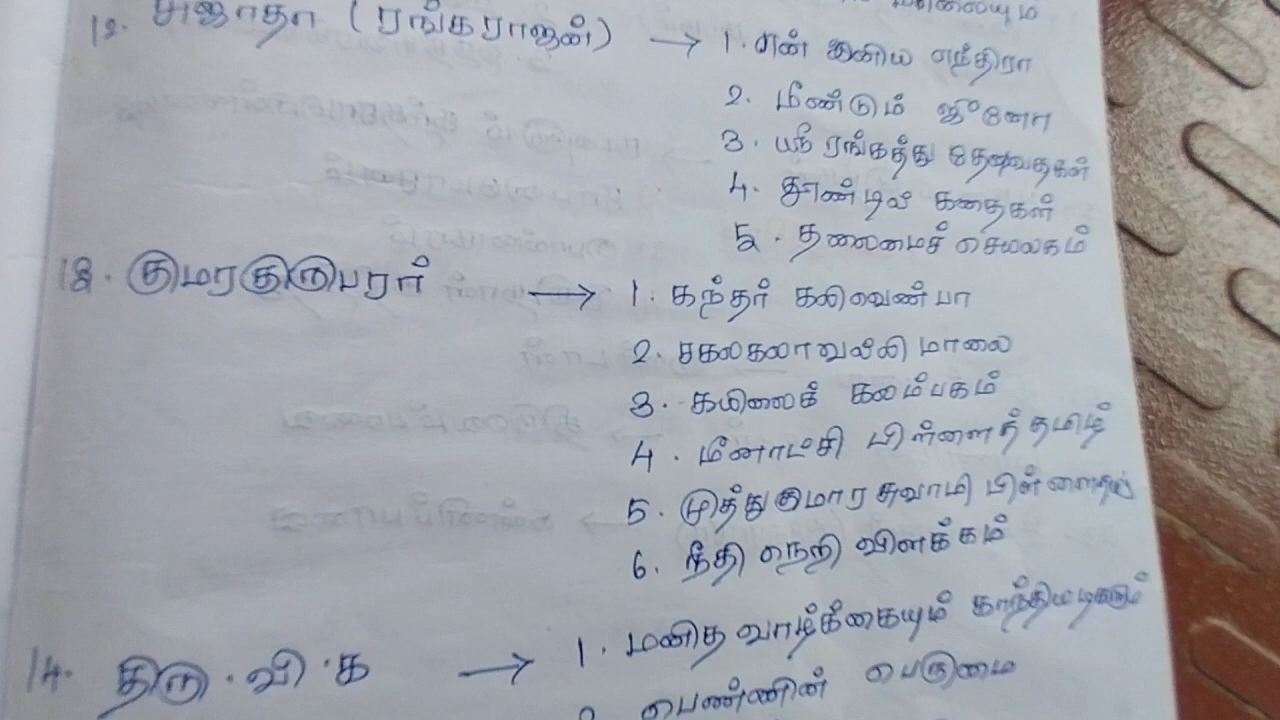 12. சுஜாதா (ரங்கராஜன்) → 1. என் இனிய எந்திரா
2. மீண்டும் ஜீனோ
3. ஸ்ரீ ரங்கத்து தேவதைகள்
4. தூண்டில் கதைகள்
5. தலைமைச் செயலகம்
13. குமரகுருபரர் → 1. கந்தர் கலிவெண்பா
2. சகலகலாவல்லி மாலை
3. கயிலைக் கலம்பகம்
4. மீனாட்சி பிள்ளைத் தமிழ்
5. முத்துகுமார சுவாமி
6. நீதி நெறி விளக்கம்
14. திரு.வி.க → 1. மனித வாழ்க்கையும் காந்தியடிகளும்
2. பெண்ணின் பெருமை